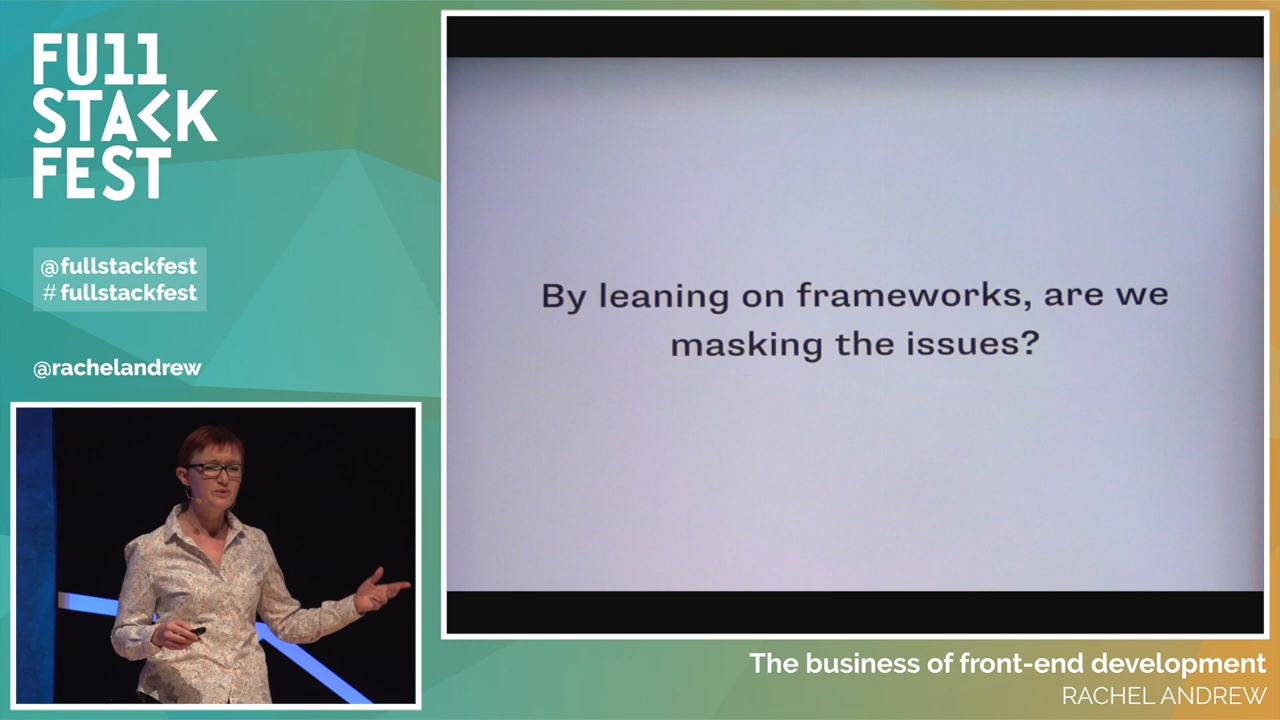 FU11
STACK
FEST
@fullstackfest
# fullstackfest
@rachelandrew
By leaning on frameworks, are we
masking the issues?
The business of front-end development
RACHEL ANDREW